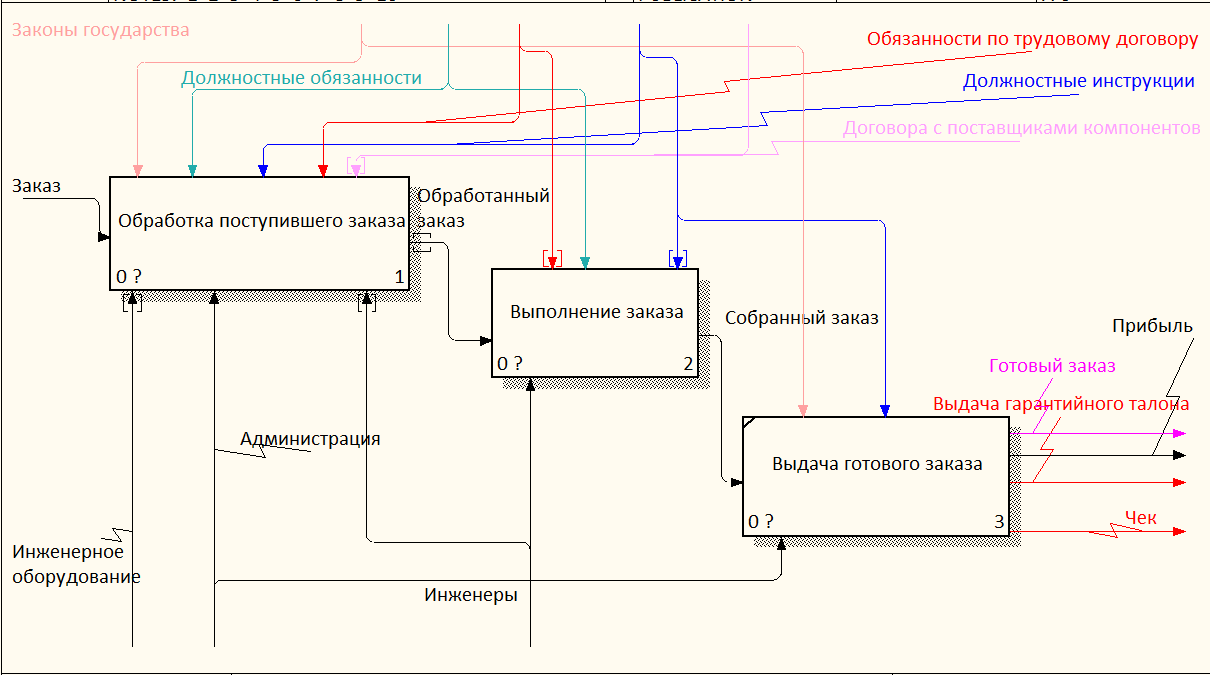 Законы государства
Обязанности по трудовому договору
Должностные обязанности
Должностные инструкции
Договора с поставщиками компонентов
Заказ
Обработанный
заказ
Обработка поступившего заказа
0 ?
1
Выполнение заказа
0 ?
2
Собранный заказ
Прибыль
Готовый заказ
Выдача гарантийного талона
Администрация
Выдача готового заказа
0 ?
3
Чек
Инженерное
оборудование
Инженеры